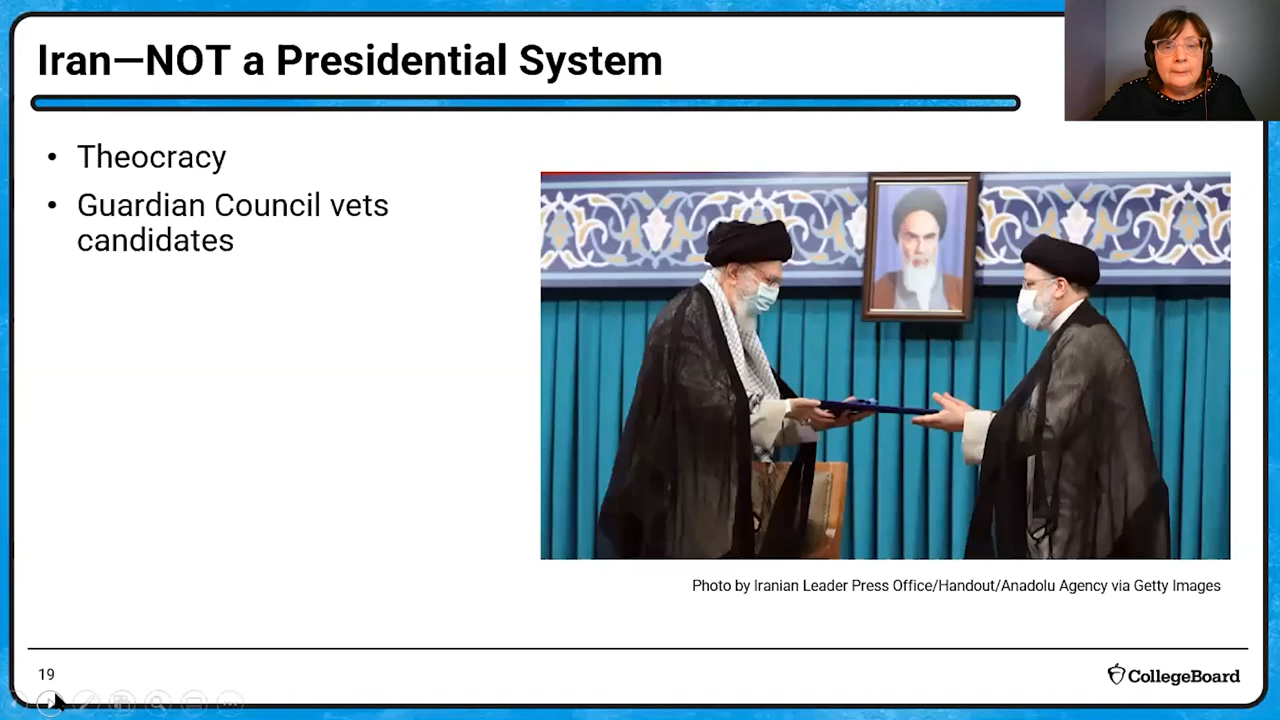 Iran—NOT a Presidential System
• Theocracy
• Guardian Council vets
candidates
Photo by Iranian Leader Press Office/Handout/Anadolu Agency via Getty Images
19
CollegeBoard